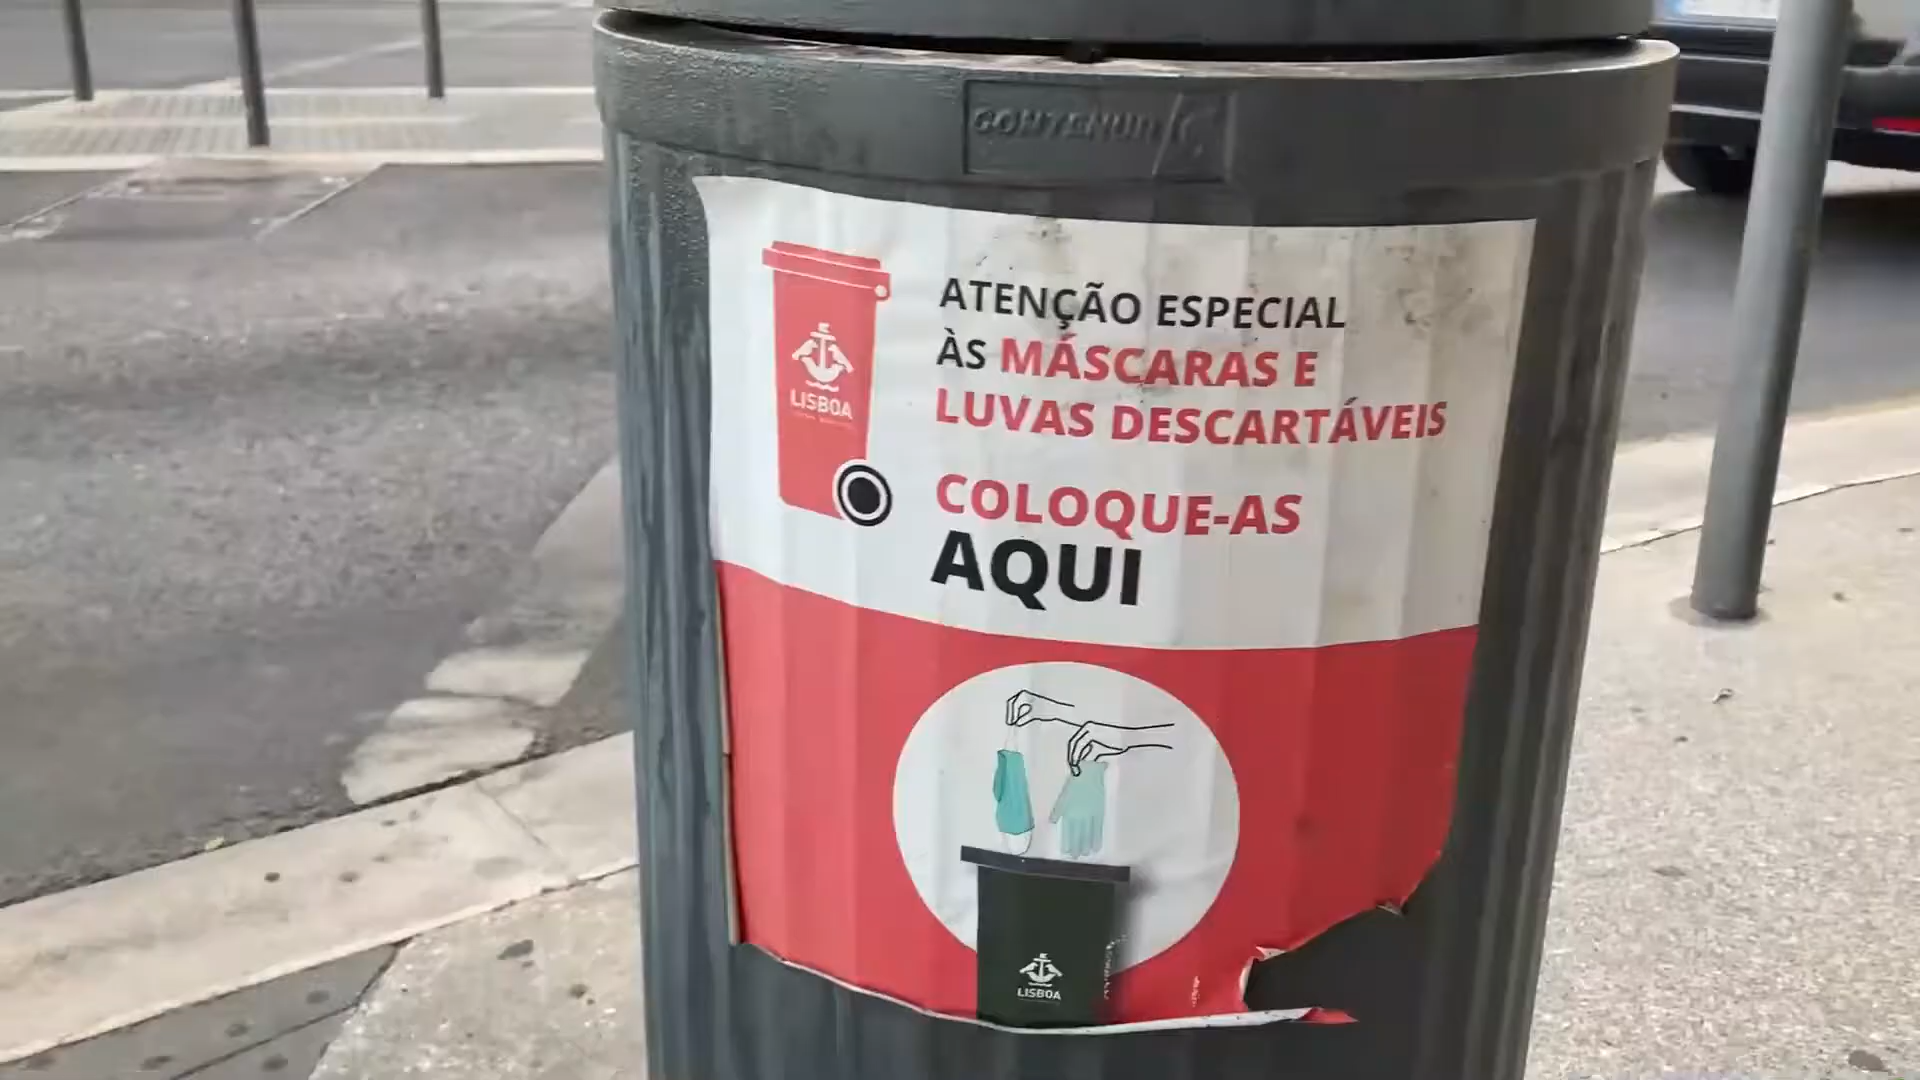 CONTENUR
ATENÇÃO ESPECIAL
ÀS MÁSCARAS E
LUVAS DESCARTÁVEIS
COLOQUE-AS
AQUI
LISBOA
LISBOA